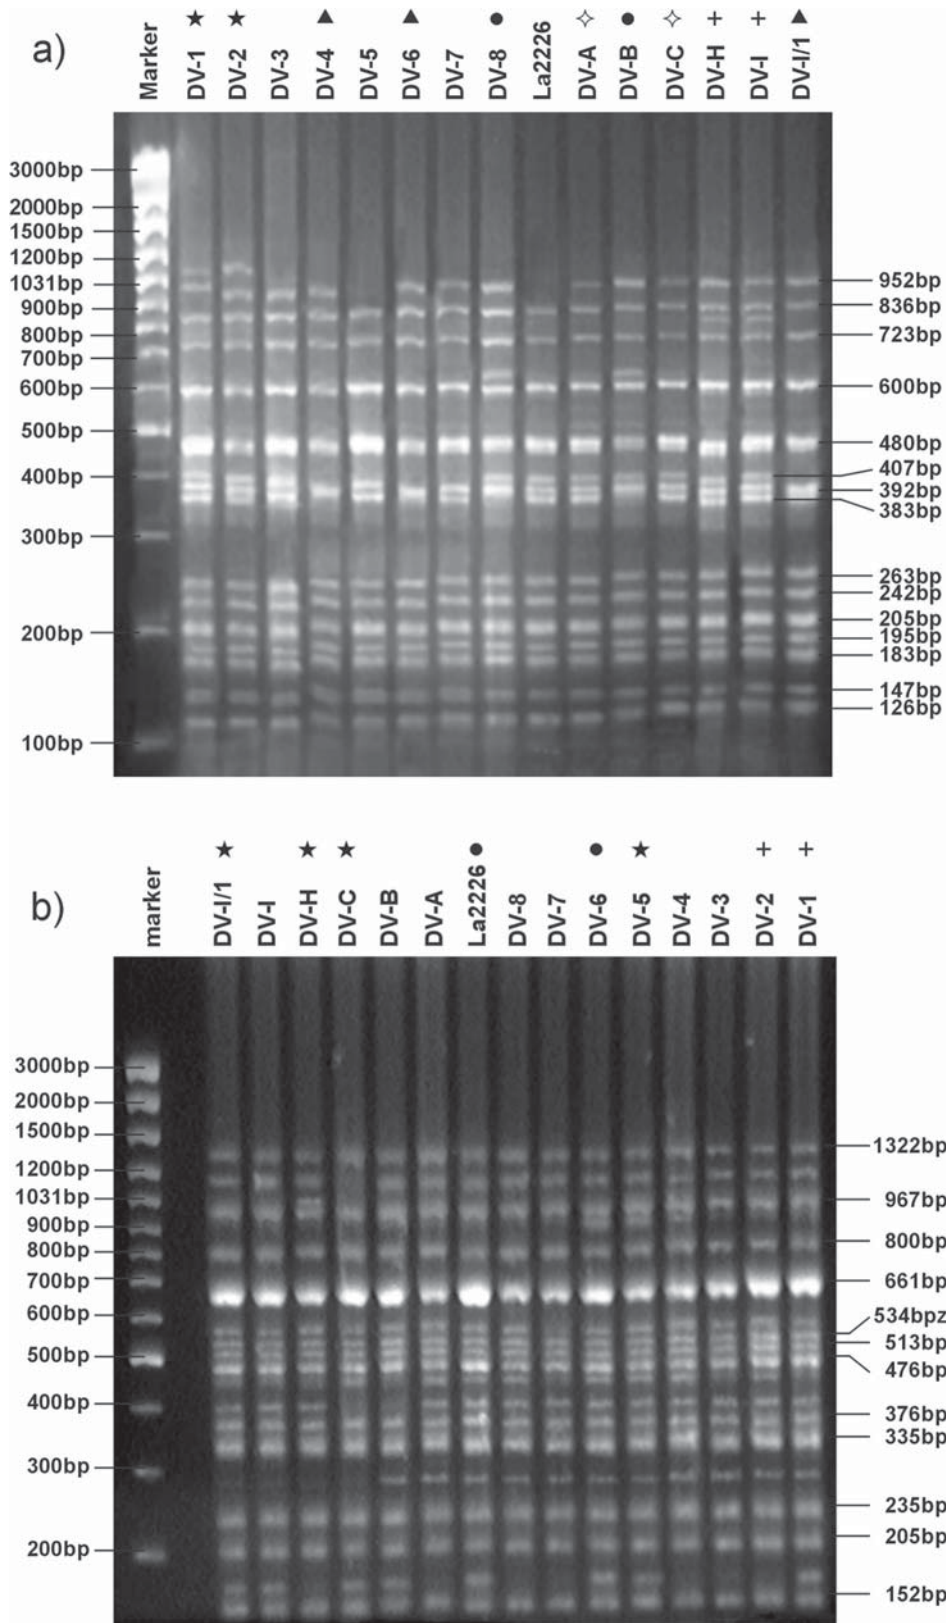 a)
Marker DV-1 DV-2 DV-3 DV-4 DV-5 DV-6 DV-7 DV-8 La2226 DV-A DV-B DV-C DV-H DV-I DV-I/1
3000bp
2000bp
1500bp
1200bp
1031bp
900bp
800bp
700bp
600bp
500bp
400bp
300bp
200bp
100bp
952bp
836bp
723bp
600bp
480bp
407bp
392bp
383bp
263bp
242bp
205bp
195bp
183bp
147bp
126bp
b)
marker DV-I/1 DV-I DV-H DV-C DV-B DV-A La2226 DV-8 DV-7 DV-6 DV-5 DV-4 DV-3 DV-2 DV-1
3000bp
2000bp
1500bp
1200bp
1031bp
900bp
800bp
700bp
600bp
500bp
400bp
300bp
200bp
1322bp
967bp
800bp
661bp
534bpz
513bp
476bp
376bp
335bp
235bp
205bp
152bp